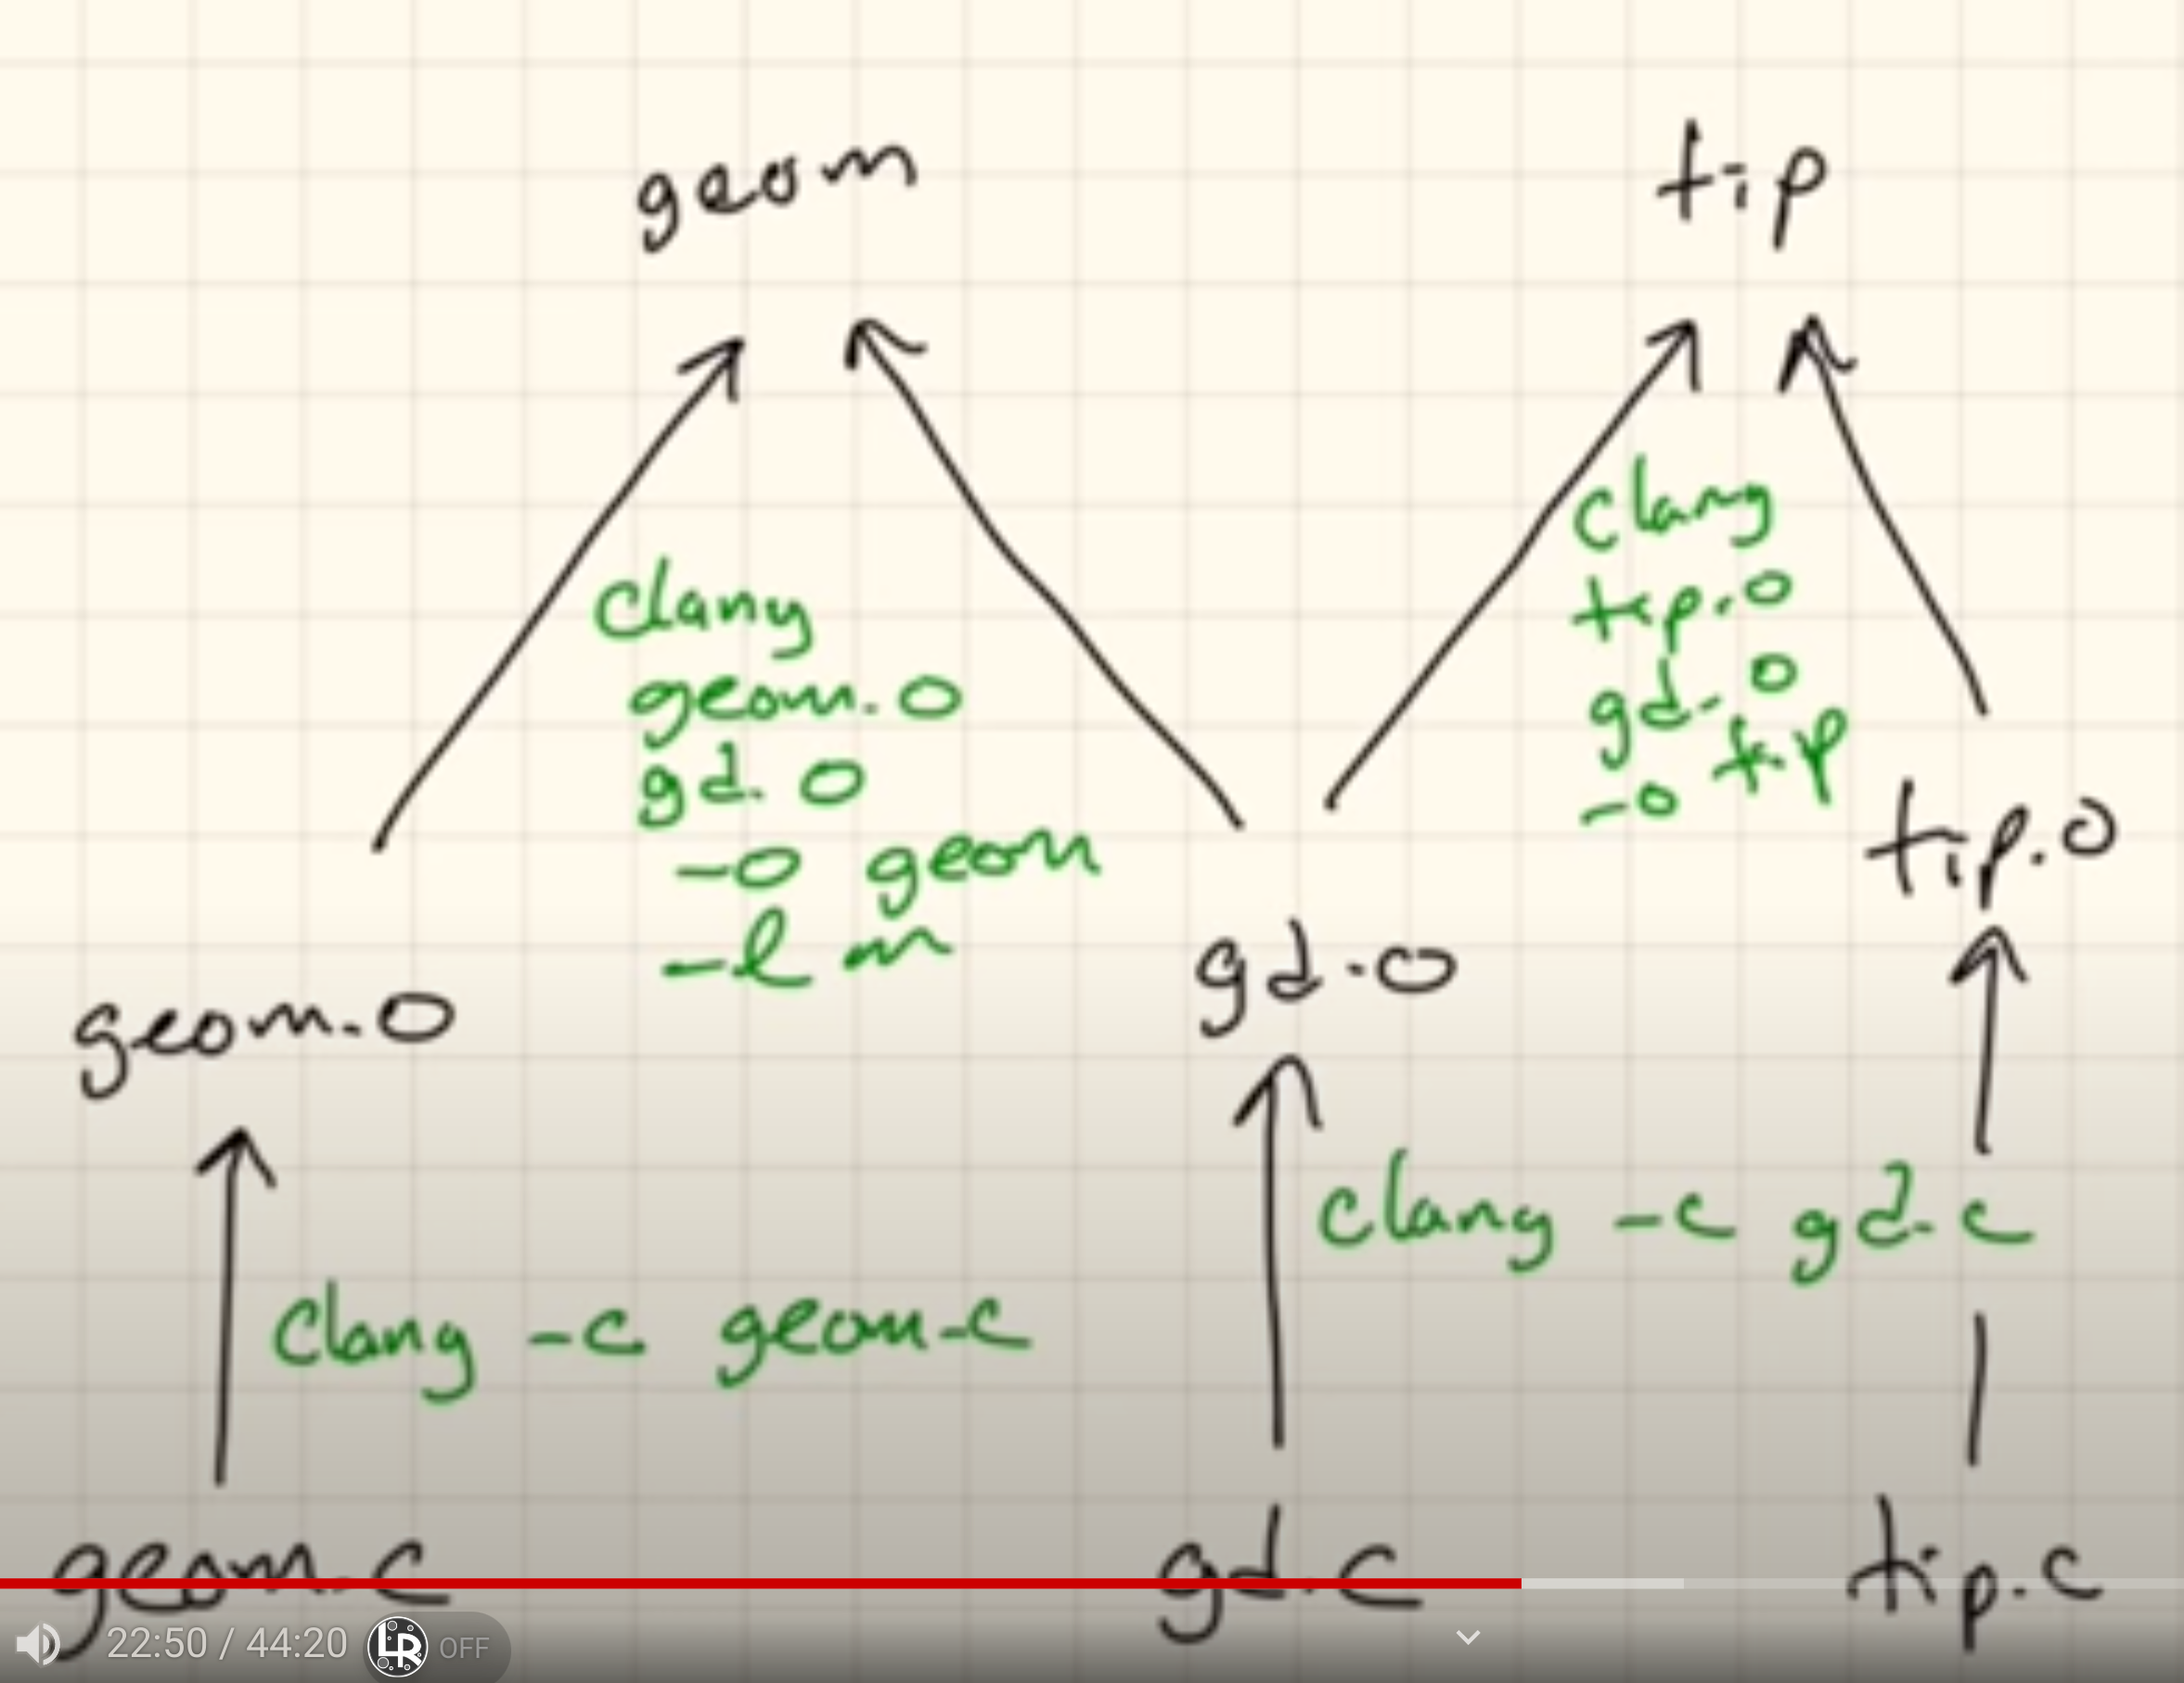 geom
tip
clang
geom.o
gd.o
-o geom
-lm
clang
tip.o
gd.o
-o tip
geom.o
gd.o
tip.o
clang -c geom.c
clang -c gd.c
geom.c
gd.c
tip.c
22:50 / 44:20
LR
OFF